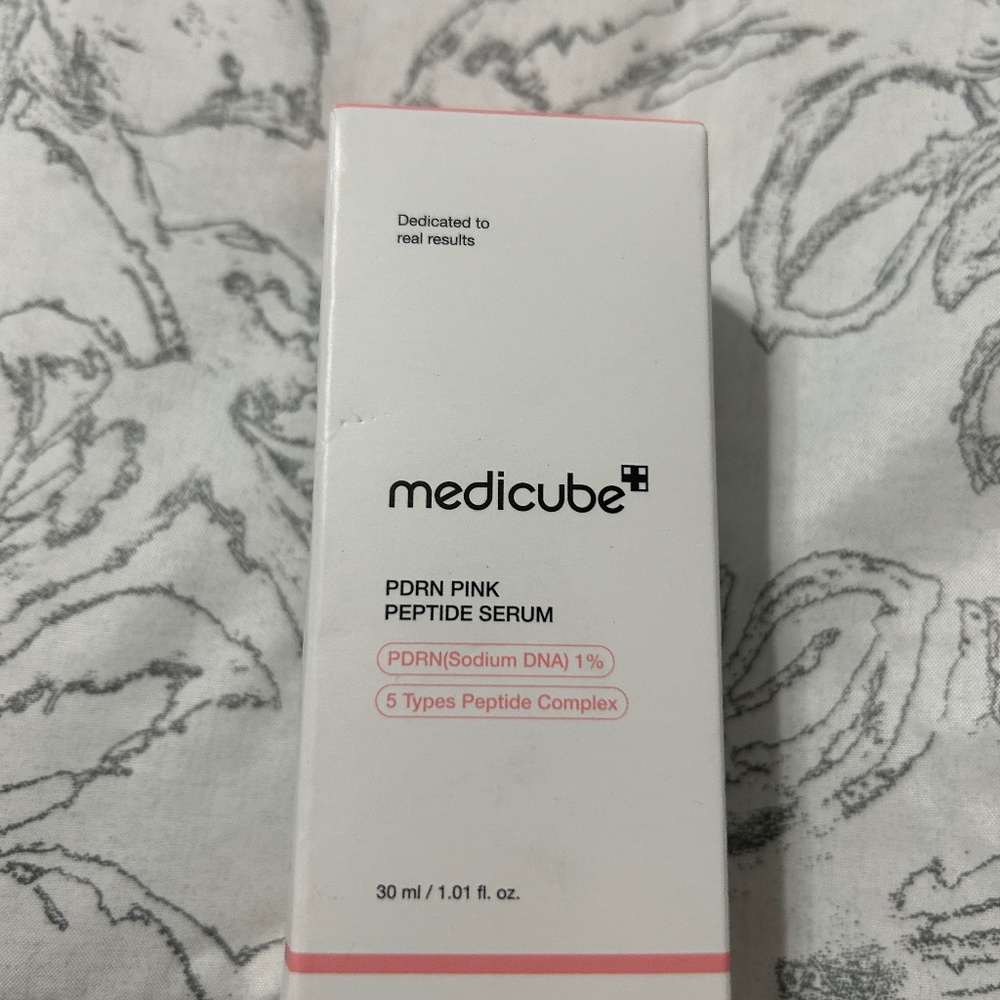 Dedicated to
real results
medicube
PDRN PINK
PEPTIDE SERUM
PDRN(Sodium DNA) 1%
5 Types Peptide Complex
30 ml / 1.01 fl. oz.